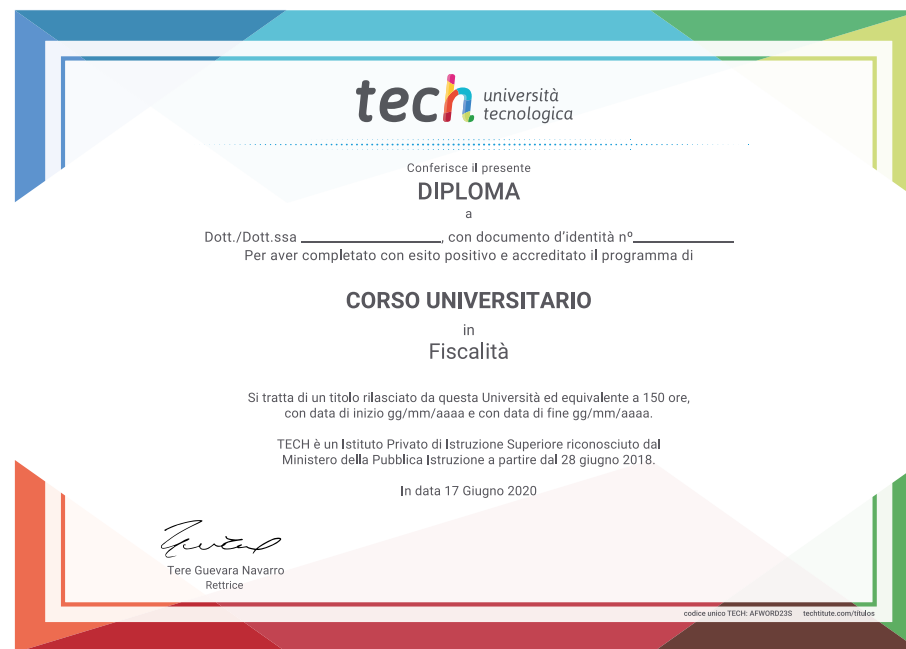 tech università
tecnologica
Conferisce il presente
DIPLOMA
a
Dott./Dott.ssa ____________________, con documento d'identità nº______________
Per aver completato con esito positivo e accreditato il programma di
CORSO UNIVERSITARIO
in
Fiscalità
Si tratta di un titolo rilasciato da questa Università ed equivalente a 150 ore,
con data di inizio gg/mm/aaaa e con data di fine gg/mm/aaaa.
TECH è un Istituto Privato di Istruzione Superiore riconosciuto dal
Ministero della Pubblica Istruzione a partire dal 28 giugno 2018.
In data 17 Giugno 2020
Tere Guevara Navarro
Rettrice
codice unico TECH: AFWORD23S techtitute.com/títulos